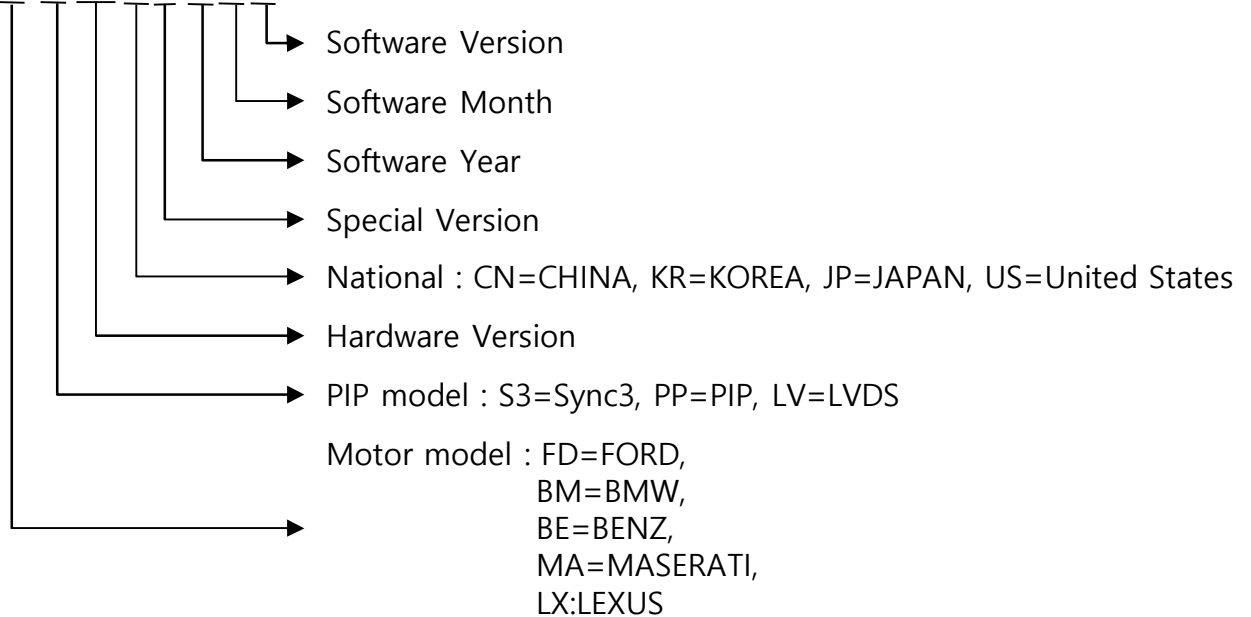 Software Version
Software Month
Software Year
Special Version
National : CN=CHINA, KR=KOREA, JP=JAPAN, US=United States
Hardware Version
PIP model : S3=Sync3, PP=PIP, LV=LVDS
Motor model : FD=FORD,
BM=BMW,
BE=BENZ,
MA=MASERATI,
LX:LEXUS